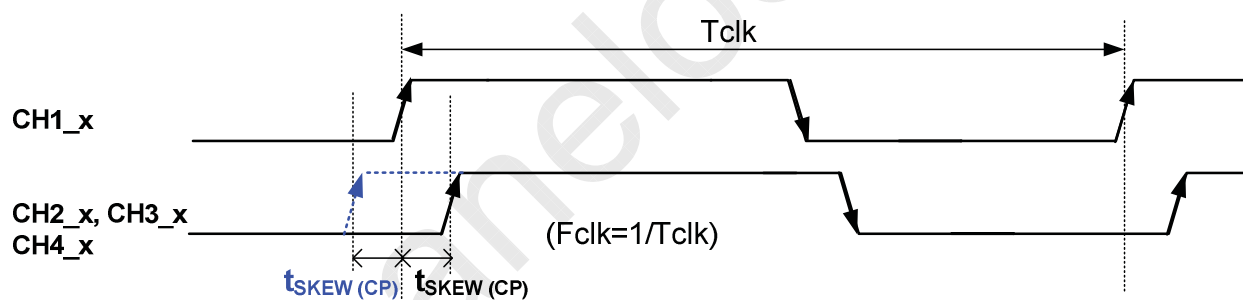 Tclk
CH1_x
CH2_x, CH3_x
CH4_x
(Fclk=1/Tclk)
tSKEW (CP) tSKEW (CP)